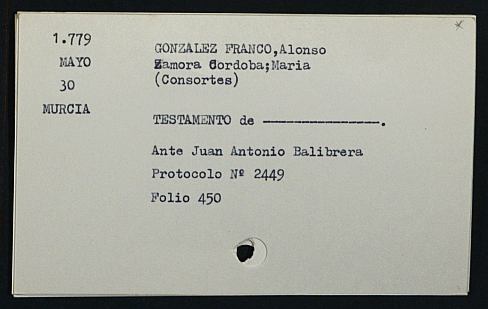 1.779
MAYO
30
MURCIA
GONZALEZ FRANCO,Alonso
Zamora Cordoba;Maria
(Consortes)
TESTAMENTO de ----------------.
Ante Juan Antonio Balibrera
Protocolo Nº 2449
Folio 450